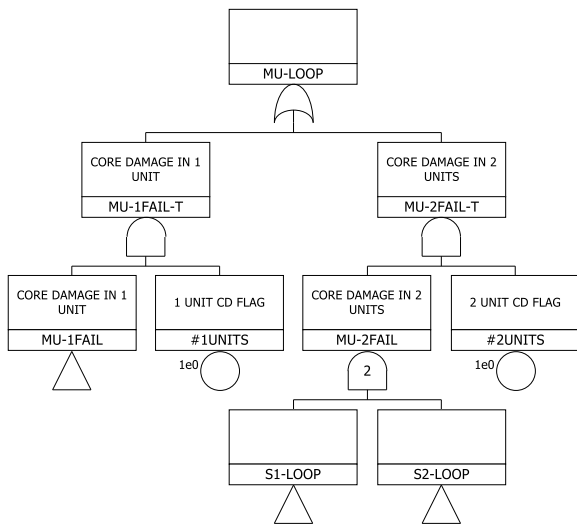 MU-LOOP
CORE DAMAGE IN 1
UNIT
MU-1FAIL-T
CORE DAMAGE IN 2
UNITS
MU-2FAIL-T
CORE DAMAGE IN 1
UNIT
MU-1FAIL
1 UNIT CD FLAG
#1UNITS
1e0
CORE DAMAGE IN 2
UNITS
MU-2FAIL
2
2 UNIT CD FLAG
#2UNITS
1e0
S1-LOOP
S2-LOOP